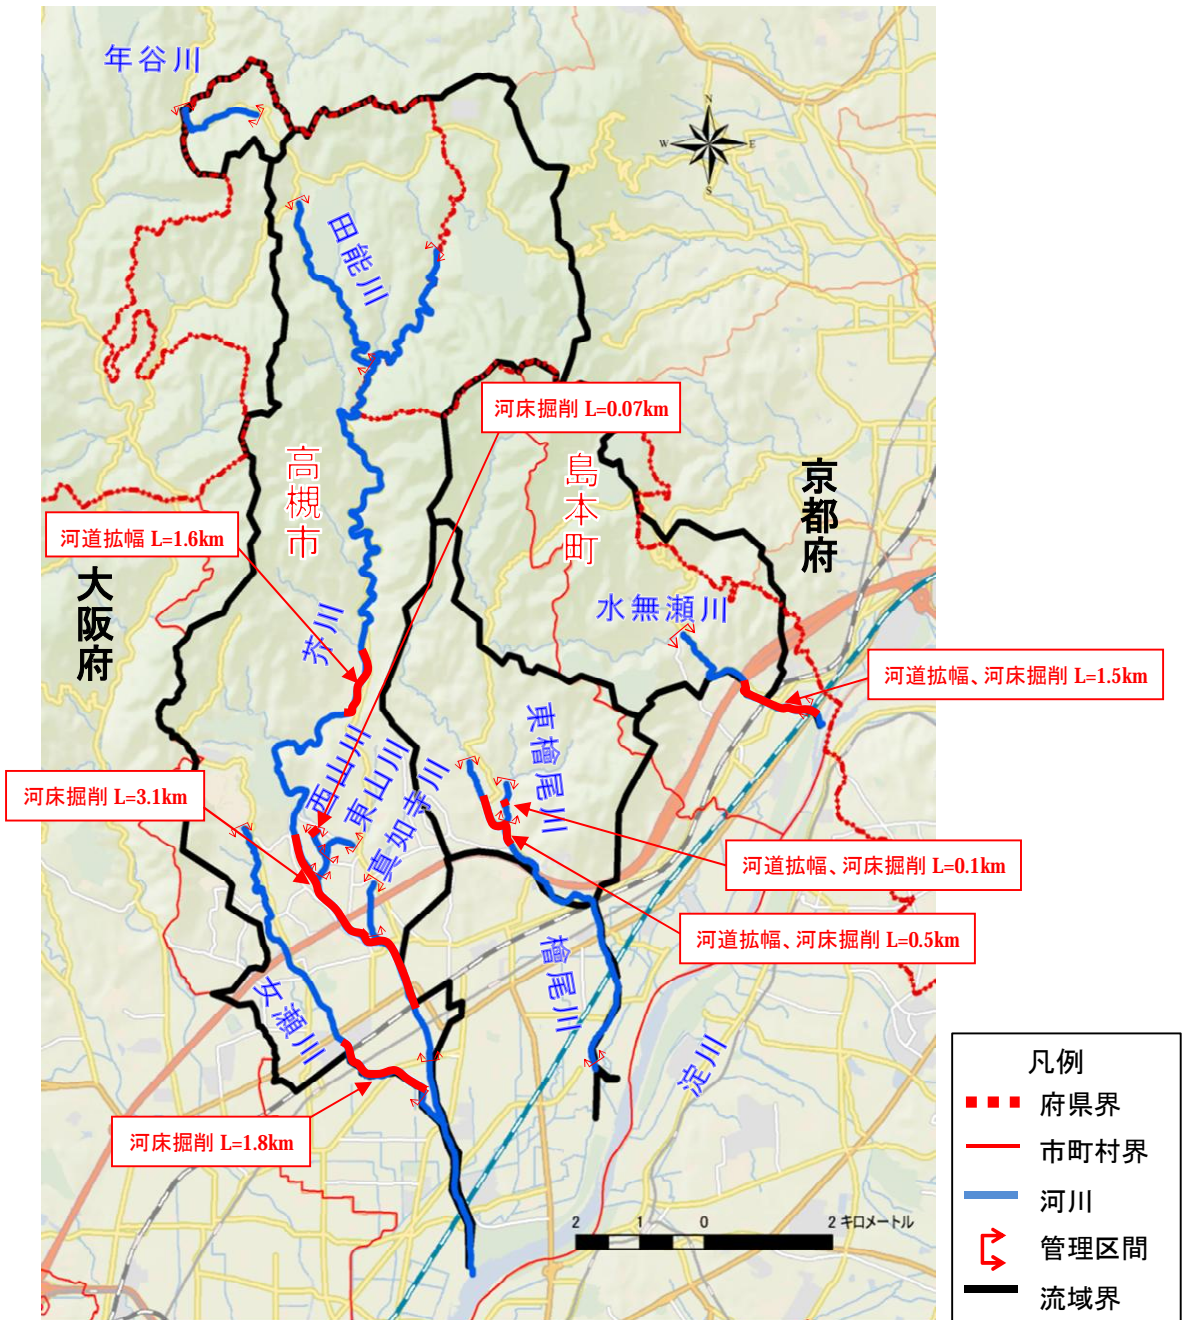 年谷川
N
W
E
S
田能川
河床掘削 L=0.07km
高槻市
島本町
京都府
河道拡幅 L=1.6km
大阪府
芥川
水無瀬川
河道拡幅、河床掘削 L=1.5km
河床掘削 L=3.1km
西山川
東山川
真如寺川
東檜尾川
河道拡幅、河床掘削 L=0.1km
河道拡幅、河床掘削 L=0.5km
女瀬川
檜尾川
淀川
河床掘削 L=1.8km
2 1 0 2 キロメートル
凡例
府県界
市町村界
河川
管理区間
流域界